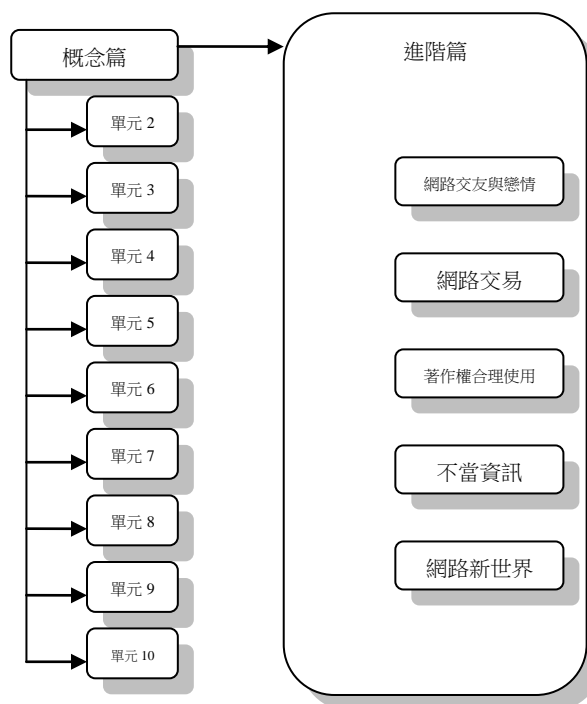 概念篇
單元 2
單元 3
單元 4
單元 5
單元 6
單元 7
單元 8
單元 9
單元 10
進階篇
網路交友與戀情
網路交易
著作權合理使用
不當資訊
網路新世界